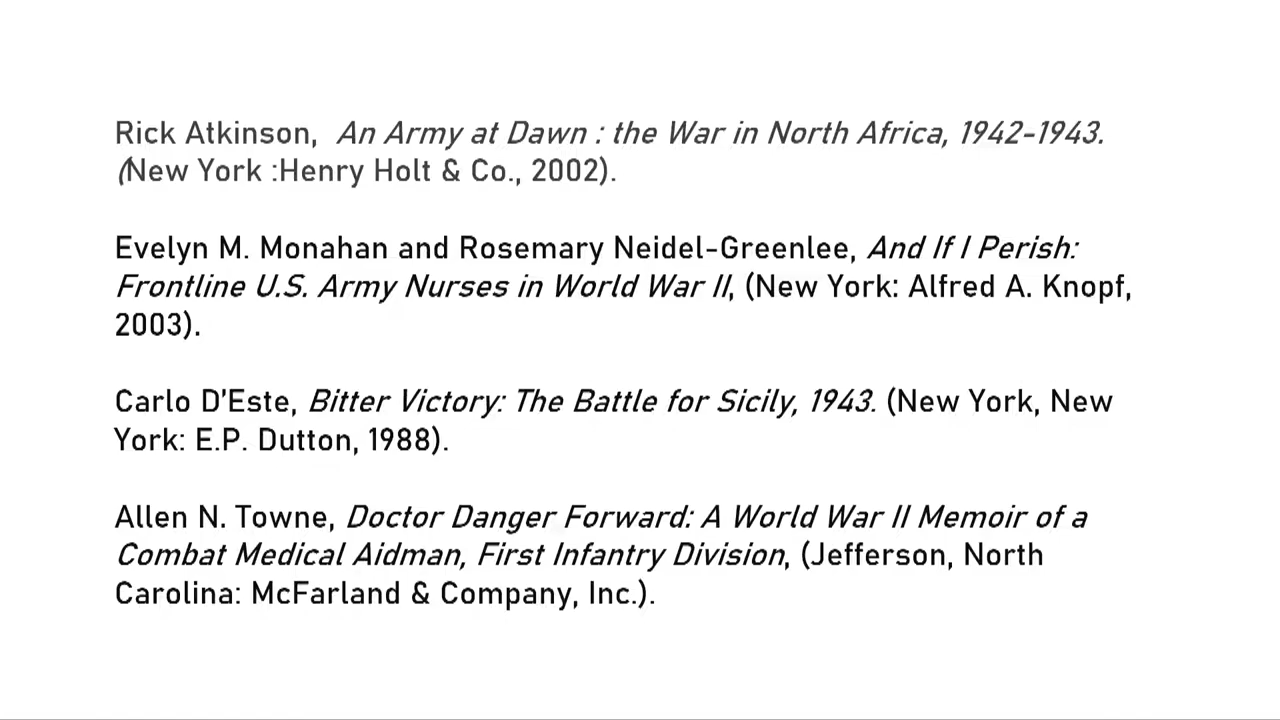 Rick Atkinson,  An Army at Dawn : the War in North Africa, 1942-1943.
(New York :Henry Holt & Co., 2002).
Evelyn M. Monahan and Rosemary Neidel-Greenlee, And If I Perish:
Frontline U.S. Army Nurses in World War II, (New York: Alfred A. Knopf,
2003).
Carlo D’Este, Bitter Victory: The Battle for Sicily, 1943. (New York, New
York: E.P. Dutton, 1988).
Allen N. Towne, Doctor Danger Forward: A World War II Memoir of a
Combat Medical Aidman, First Infantry Division, (Jefferson, North
Carolina: McFarland & Company, Inc.).